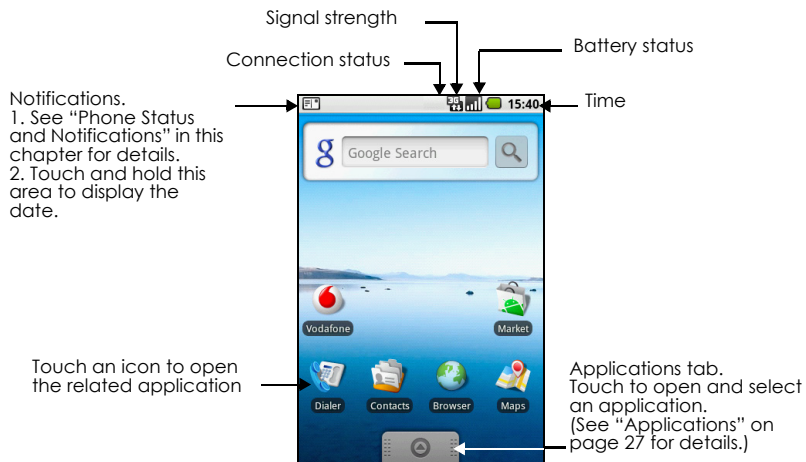 Signal strength
Connection status
Battery status
Notifications.
1. See “Phone Status
and Notifications” in this
chapter for details.
2. Touch and hold this
area to display the
date.
3G
15:40
Time
g
Google Search
Vodafone
Market
Touch an icon to open
the related application
Dialer
Contacts
Browser
Maps
Applications tab.
Touch to open and select
an application.
(See “Applications” on
page 27 for details.)